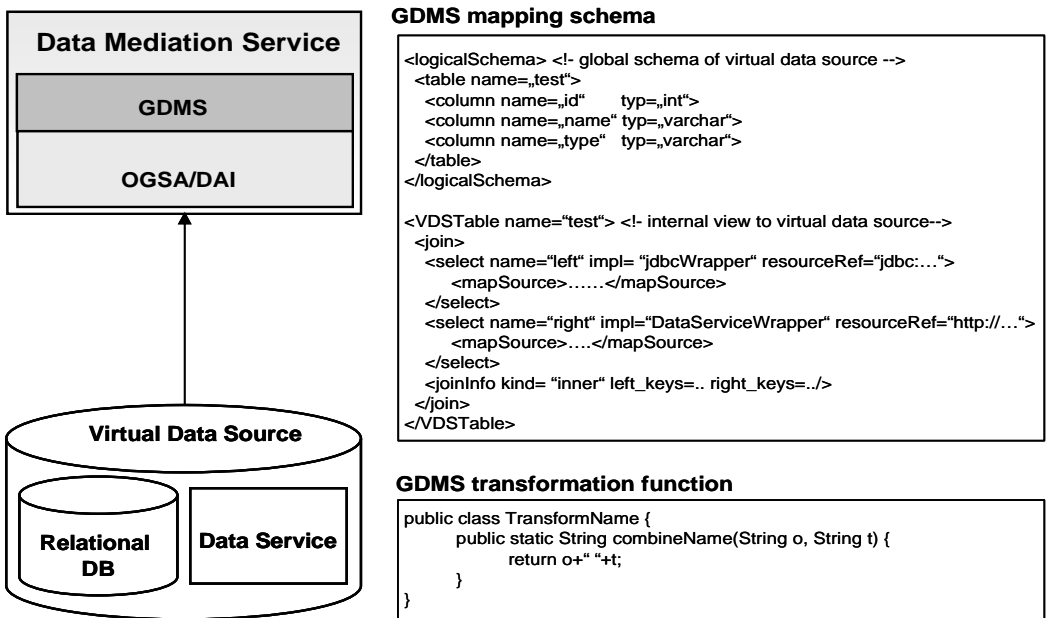 Data Mediation Service
GDMS
OGSA/DAI
Virtual Data Source
Relational
DB
Data Service
GDMS mapping schema
<logicalSchema> <!- global schema of virtual data source -->
<table name=„test“>
<column name=„id“ typ=„int“>
<column name=„name“ typ=„varchar“>
<column name=„type“ typ=„varchar“>
</table>
</logicalSchema>
<VDSTable name=“test“> <!- internal view to virtual data source-->
<join>
<select name=“left“ impl= “jdbcWrapper“ resourceRef=“jdbc:…“>
<mapSource>……</mapSource>
</select>
<select name=“right“ impl=“DataServiceWrapper“ resourceRef=“http://…“>
<mapSource>….</mapSource>
</select>
<joinInfo kind= “inner“ left_keys=.. right_keys=../>
</join>
</VDSTable>
GDMS transformation function
public class TransformName {
public static String combineName(String o, String t) {
return o+“ “+t;
}
}